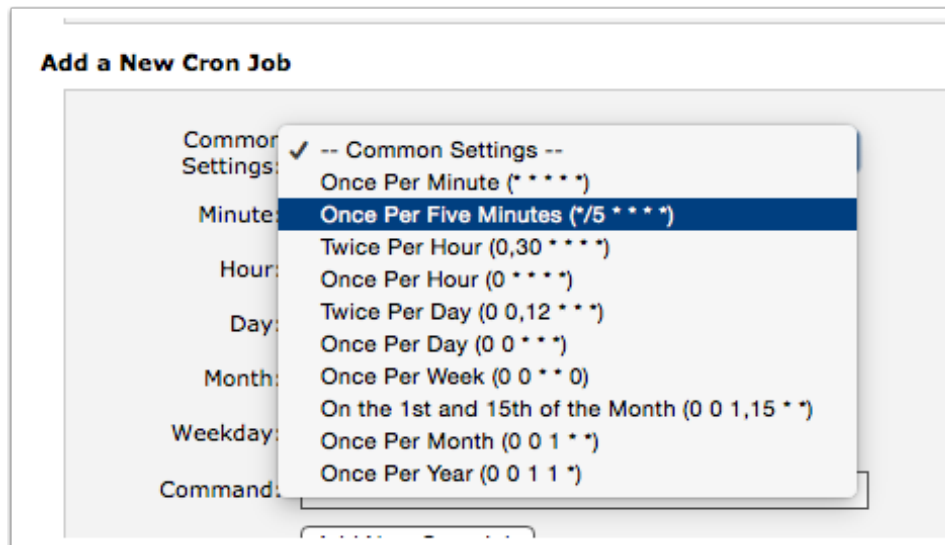 Add a New Cron Job
Settings:
✓ -- Common Settings --
Once Per Minute (* * * * *)
Minute:
Once Per Five Minutes (*/5 * * * *)
Twice Per Hour (0,30 * * * *)
Hour:
Once Per Hour (0 * * * *)
Twice Per Day (0 0,12 * * *)
Day:
Once Per Day (0 0 * * *)
Month:
Once Per Week (0 0 * * 0)
On the 1st and 15th of the Month (0 0 1,15 * *)
Weekday:
Once Per Month (0 0 1 * *)
Once Per Year (0 0 1 1 *)
Command: